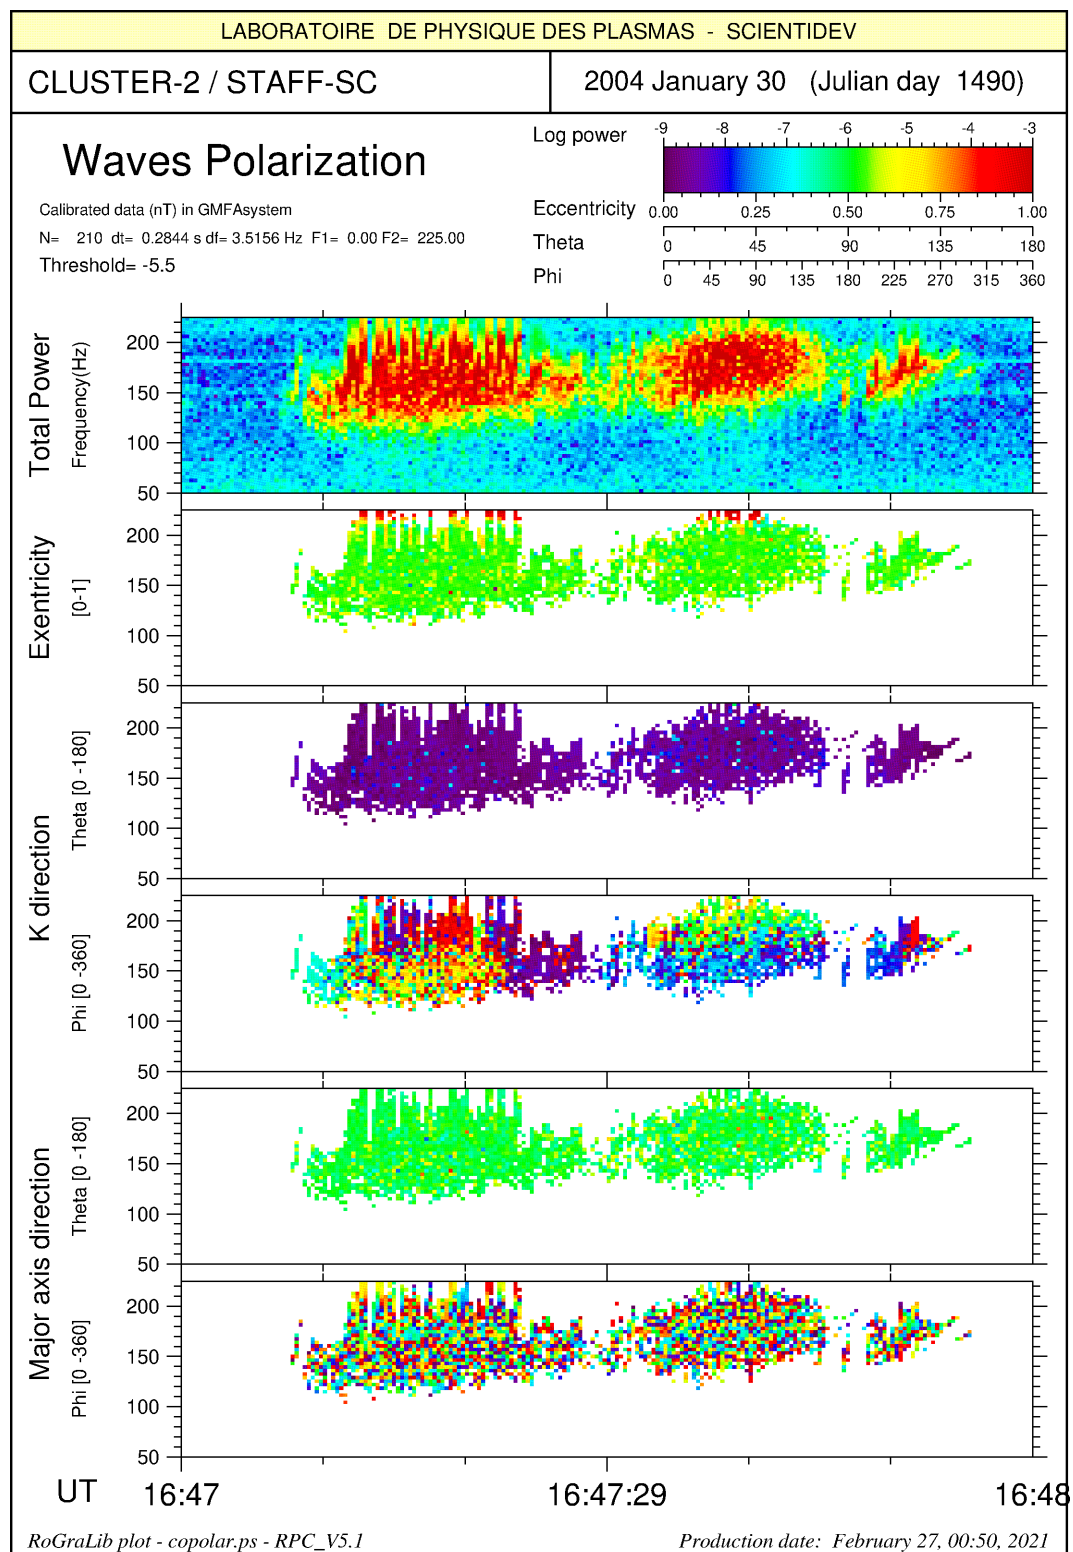 LABORATOIRE DE PHYSIQUE DES PLASMAS - SCIENTIDEV
CLUSTER-2 / STAFF-SC
2004 January 30 (Julian day 1490)
Waves Polarization
Calibrated data (nT) in GMFAsystem
N= 210 dt= 0.2844 s df= 3.5156 Hz F1= 0.00 F2= 225.00
Threshold= -5.5
Log power
-9 -8 -7 -6 -5 -4 -3
Eccentricity 0.00 0.25 0.50 0.75 1.00
Theta 0 45 90 135 180
Phi 0 45 90 135 180 225 270 315 360
Total Power
Frequency(Hz)
200
150
100
50
Exentricity
[0-1]
200
150
100
50
K direction
Theta [0 -180]
200
150
100
50
Phi [0 -360]
200
150
100
50
Major axis direction
Theta [0 -180]
200
150
100
50
Phi [0 -360]
200
150
100
50
UT 16:47 16:47:29 16:48
RoGraLib plot - copolar.ps - RPC_V5.1
Production date: February 27, 00:50, 2021